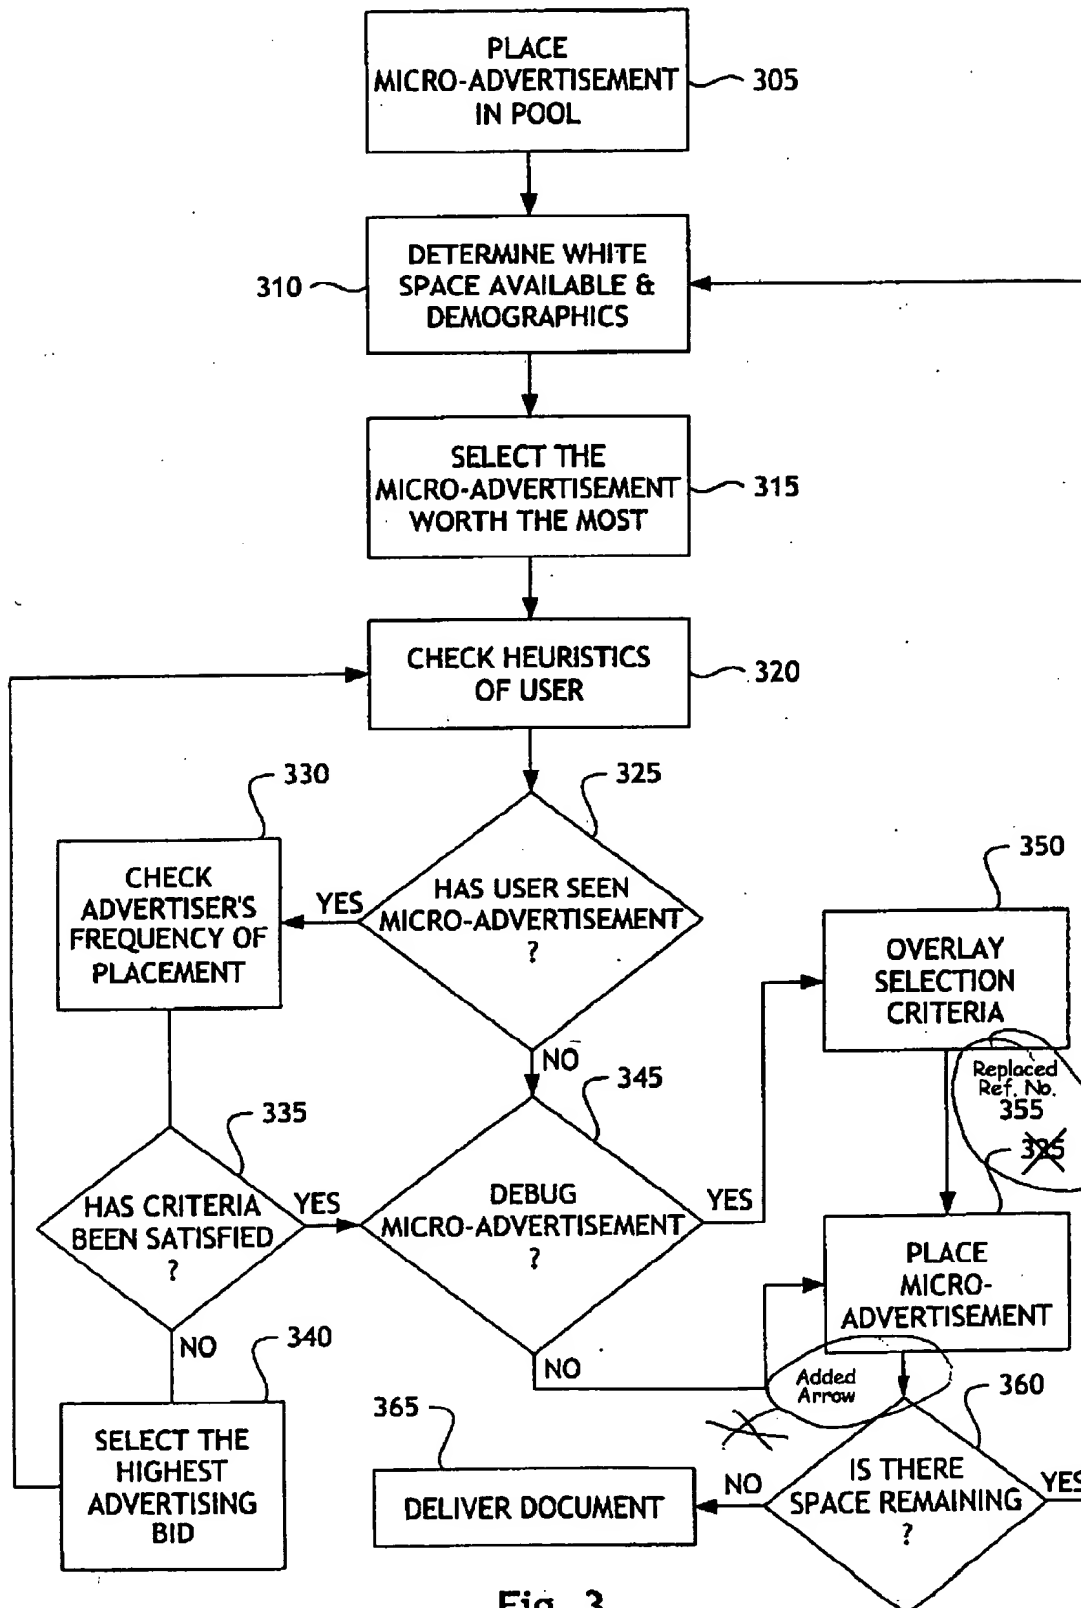 PLACE
MICRO-ADVERTISEMENT
IN POOL
305
DETERMINE WHITE
SPACE AVAILABLE &
DEMOGRAPHICS
310
SELECT THE
MICRO-ADVERTISEMENT
WORTH THE MOST
315
CHECK HEURISTICS
OF USER
320
325
HAS USER SEEN
MICRO-ADVERTISEMENT
?
YES
NO
330
CHECK
ADVERTISER'S
FREQUENCY OF
PLACEMENT
335
HAS CRITERIA
BEEN SATISFIED
?
YES
NO
340
SELECT THE
HIGHEST
ADVERTISING
BID
345
DEBUG
MICRO-ADVERTISEMENT
?
YES
NO
350
OVERLAY
SELECTION
CRITERIA
Replaced
Ref. No.
355
325
PLACE
MICRO-
ADVERTISEMENT
Added
Arrow
360
IS THERE
SPACE REMAINING
?
YES
NO
365
DELIVER DOCUMENT
Fig. 3